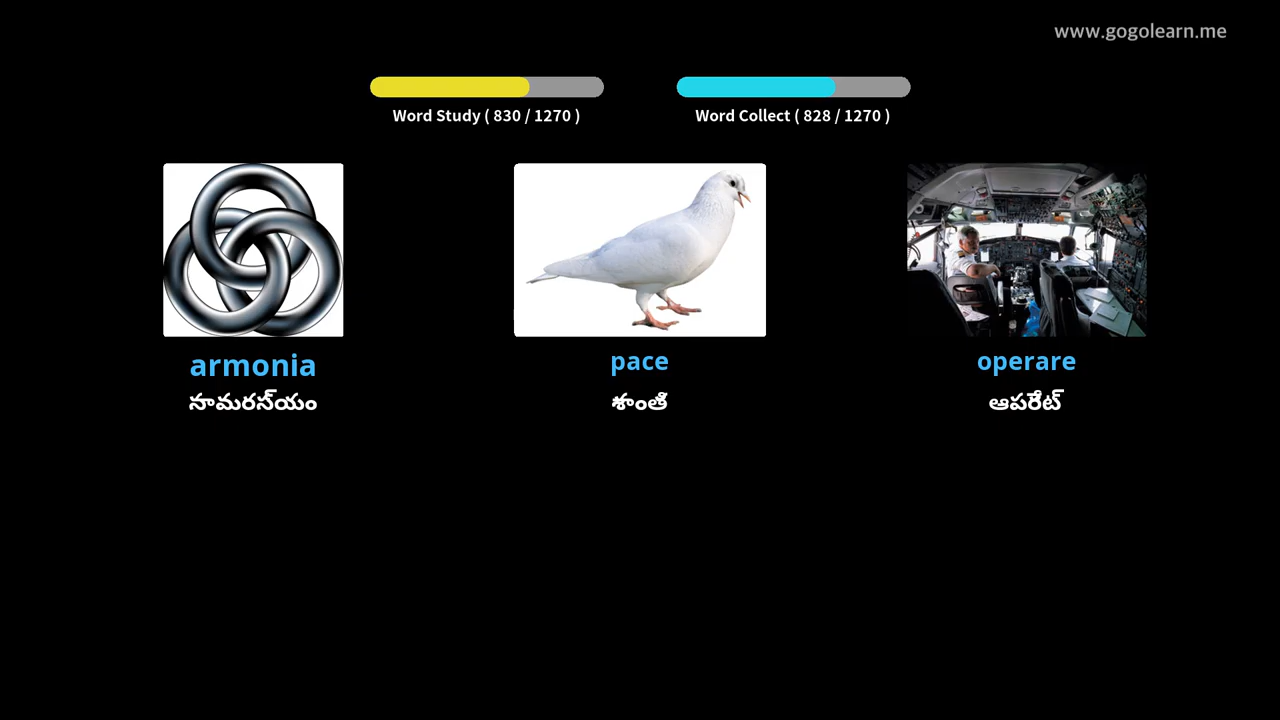 www.gogolearn.me
Word Study ( 830 / 1270 )
Word Collect ( 828 / 1270 )
armonia
pace
operare
సామరస్యం
శాంతి
ఆపరేట్